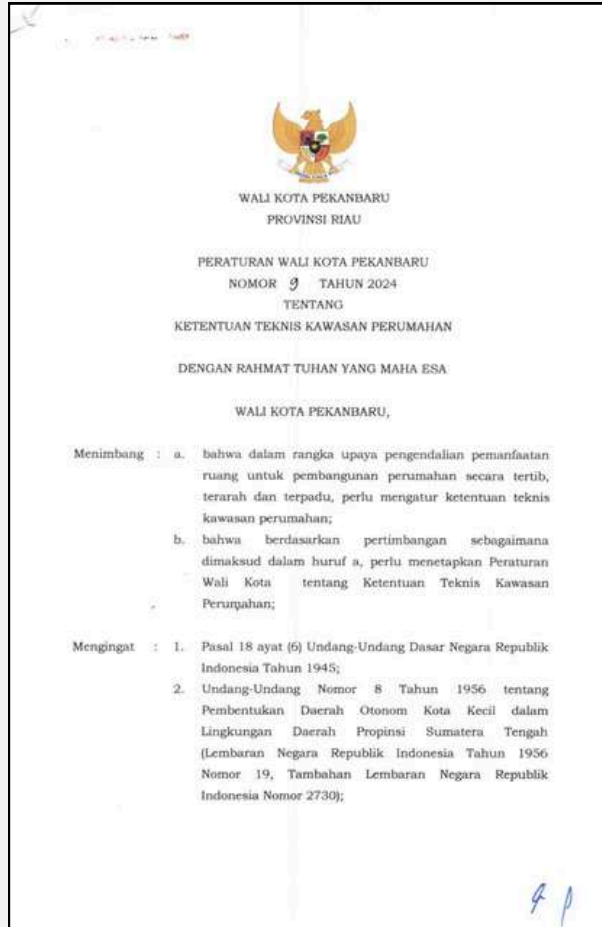 WALI KOTA PEKANBARU
PROVINSI RIAU
PERATURAN WALI KOTA PEKANBARU
NOMOR 9 TAHUN 2024
TENTANG
KETENTUAN TEKNIS KAWASAN PERUMAHAN
DENGAN RAHMAT TUHAN YANG MAHA ESA
WALI KOTA PEKANBARU,
Menimbang : a. bahwa dalam rangka upaya pengendalian pemanfaatan
ruang untuk pembangunan perumahan secara tertib,
terarah dan terpadu, perlu mengatur ketentuan teknis
kawasan perumahan;
b. bahwa berdasarkan pertimbangan sebagaimana
dimaksud dalam huruf a, perlu menetapkan Peraturan
Wali Kota tentang Ketentuan Teknis Kawasan
Perumahan;
Mengingat : 1. Pasal 18 ayat (6) Undang-Undang Dasar Negara Republik
Indonesia Tahun 1945;
2. Undang-Undang Nomor 8 Tahun 1956 tentang
Pembentukan Daerah Otonom Kota Kecil dalam
Lingkungan Daerah Propinsi Sumatera Tengah
(Lembaran Negara Republik Indonesia Tahun 1956
Nomor 19, Tambahan Lembaran Negara Republik
Indonesia Nomor 2730);